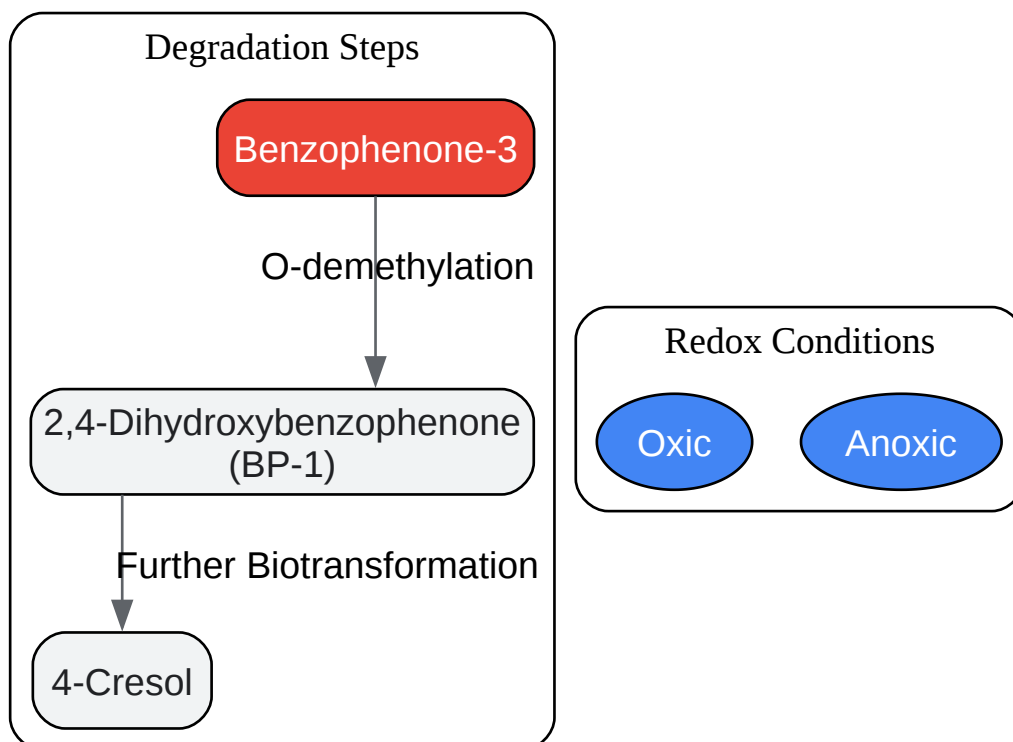 Degradation Steps
Benzophenone-3
O-demethylation
2,4-Dihydroxybenzophenone
(BP-1)
Further Biotransformation
4-Cresol
Redox Conditions
Oxic
Anoxic